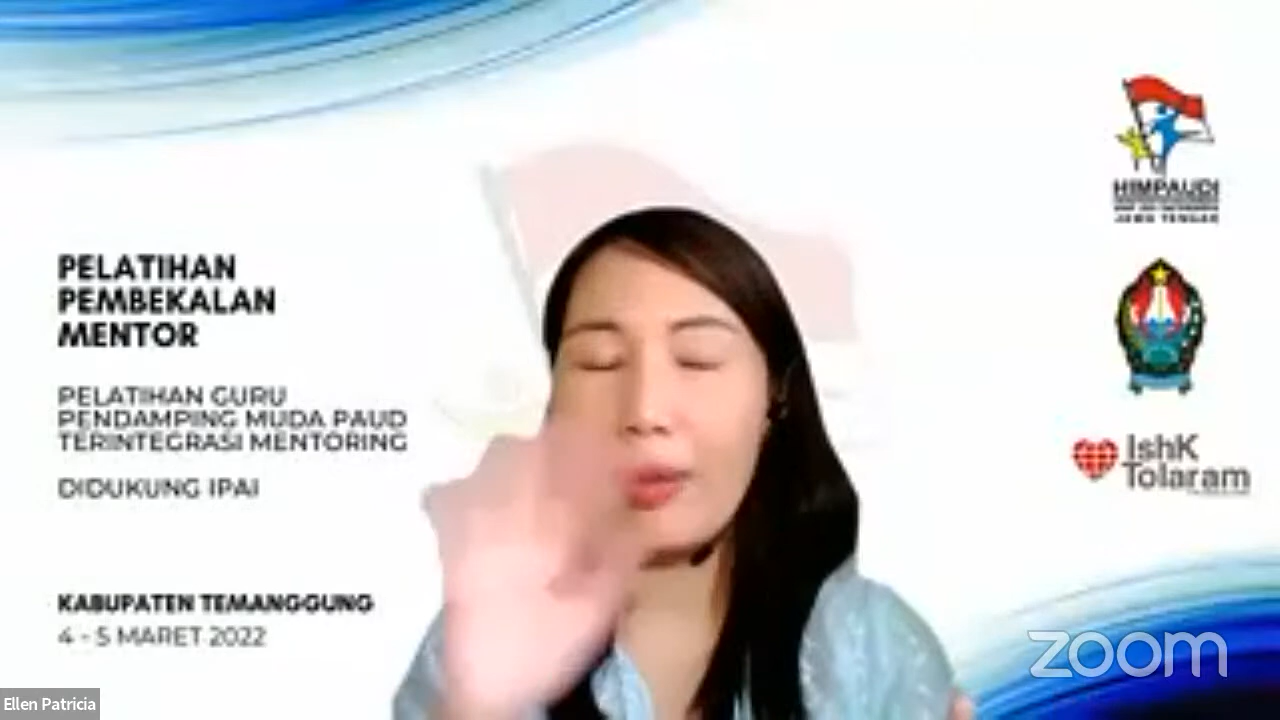 PELATIHAN
PEMBEKALAN
MENTOR
PELATIHAN GURU
PENDAMPING MUDA PAUD
TERINTEGRASI MENTORING
DIDUKUNG IPAI
KABUPATEN TEMANGGUNG
4 - 5 MARET 2022
HIMPAUDI
JAWA TENGAH
IshK
Tolaram
zoom
Ellen Patricia